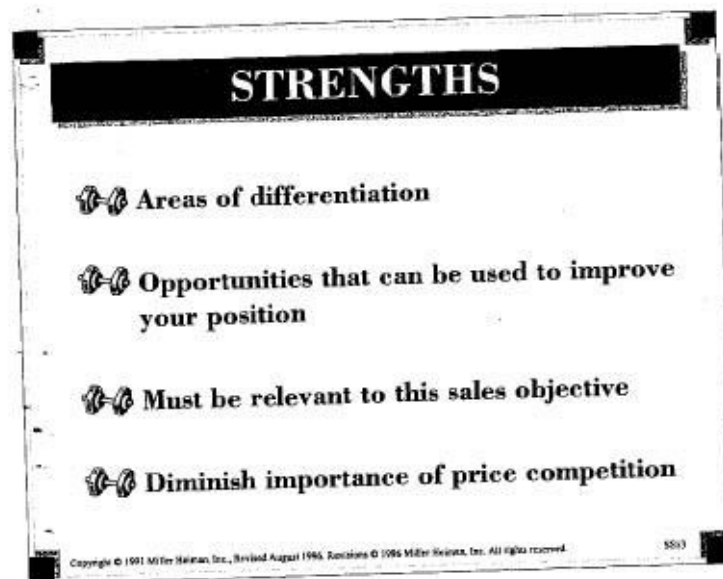 STRENGTHS
Areas of differentiation
Opportunities that can be used to improve
your position
Must be relevant to this sales objective
Diminish importance of price competition
Copyright © 1991 Miller Heiman, Inc., Revised August 1996. Revisions © 1996 Miller Heiman, Inc. All rights reserved.